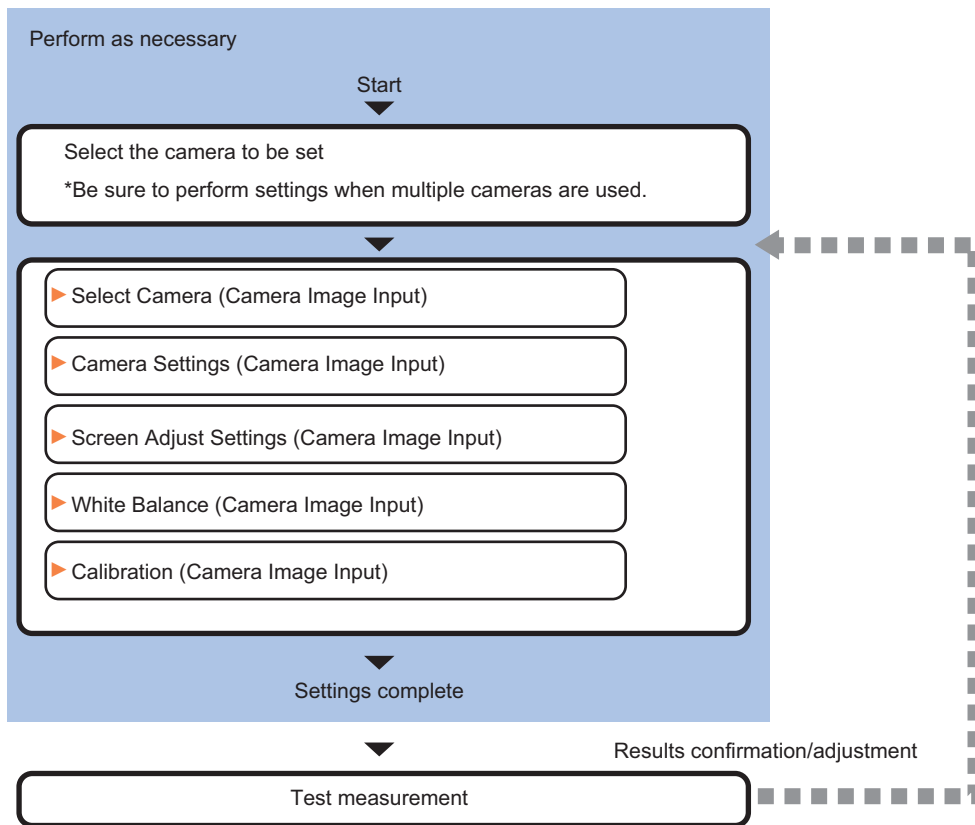 Perform as necessary
Start
Select the camera to be set
*Be sure to perform settings when multiple cameras are used.
Select Camera (Camera Image Input)
Camera Settings (Camera Image Input)
Screen Adjust Settings (Camera Image Input)
White Balance (Camera Image Input)
Calibration (Camera Image Input)
Settings complete
Results confirmation/adjustment
Test measurement